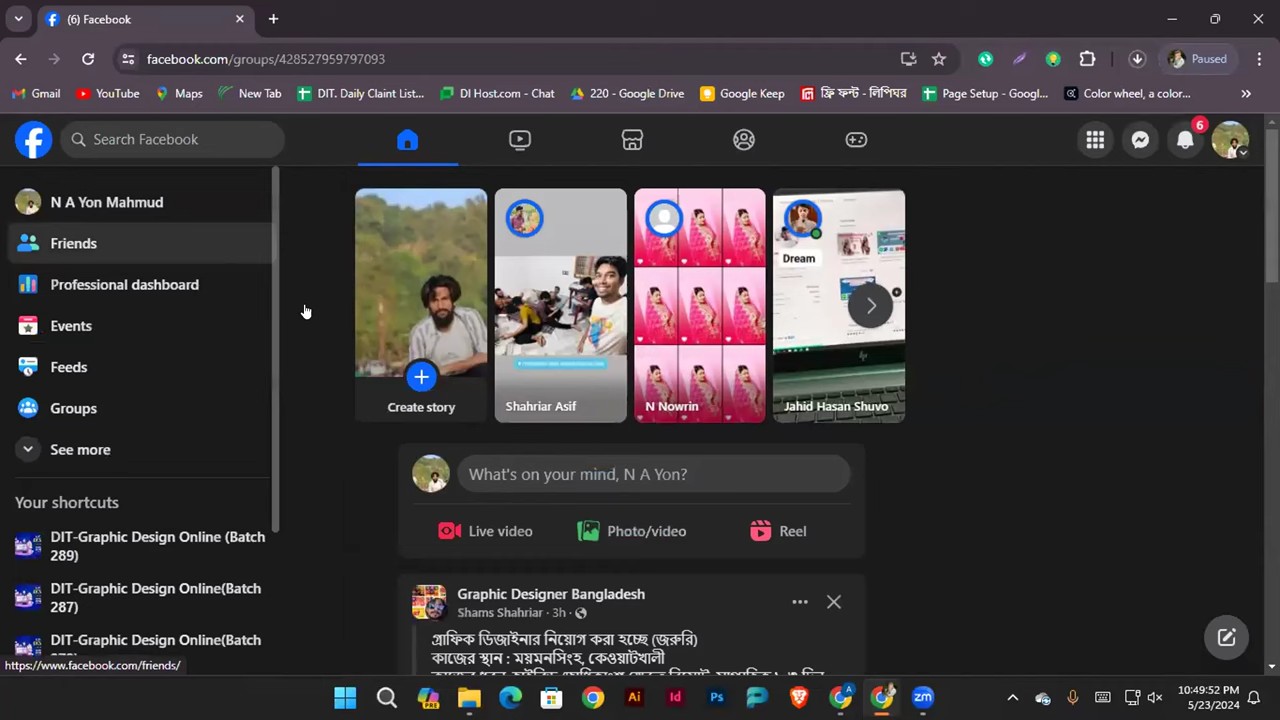 (6) Facebook
facebook.com/groups/428527959797093
Paused
Gmail
YouTube
Maps
New Tab
DIT. Daily Claint List...
DI Host.com - Chat
220 - Google Drive
Google Keep
ফ্রি ফন্ট - লিপিঘর
Page Setup - Googl...
Color wheel, a color...
Search Facebook
6
N A Yon Mahmud
Friends
Professional dashboard
Events
Feeds
Groups
See more
Your shortcuts
DIT-Graphic Design Online (Batch
289)
DIT-Graphic Design Online(Batch
287)
DIT-Graphic Design Online(Batch
https://www.facebook.com/friends/
Create story
Shahriar Asif
N Nowrin
Dream
Jahid Hasan Shuvo
What's on your mind, N A Yon?
Live video
Photo/video
Reel
Graphic Designer Bangladesh
Shams Shahriar · 3h ·
গ্রাফিক ডিজাইনার নিয়োগ করা হচ্ছে (জরুরি)
কাজের স্থান : ময়মনসিংহ, কেওয়াটখালী
PRE
Ai
Id
Ps
zm
10:49:52 PM
5/23/2024